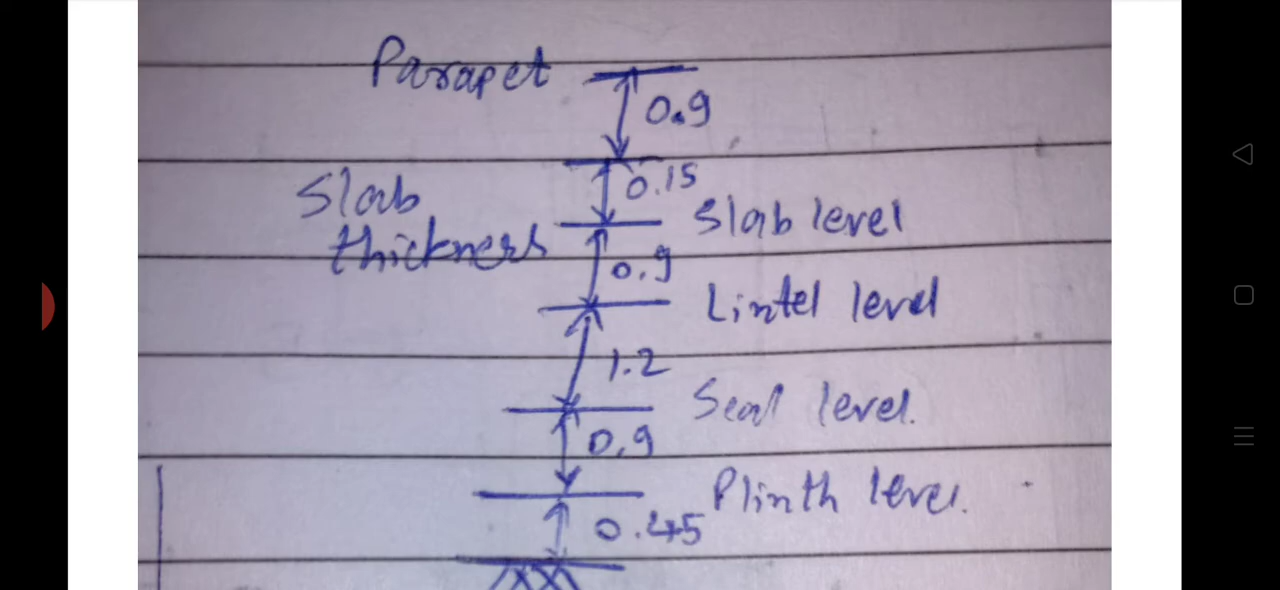 Parapet
0.9
0.15
Slab
thickness
Slab level
0.9
Lintel level
1.2
Seal level.
0.9
Plinth level.
0.45